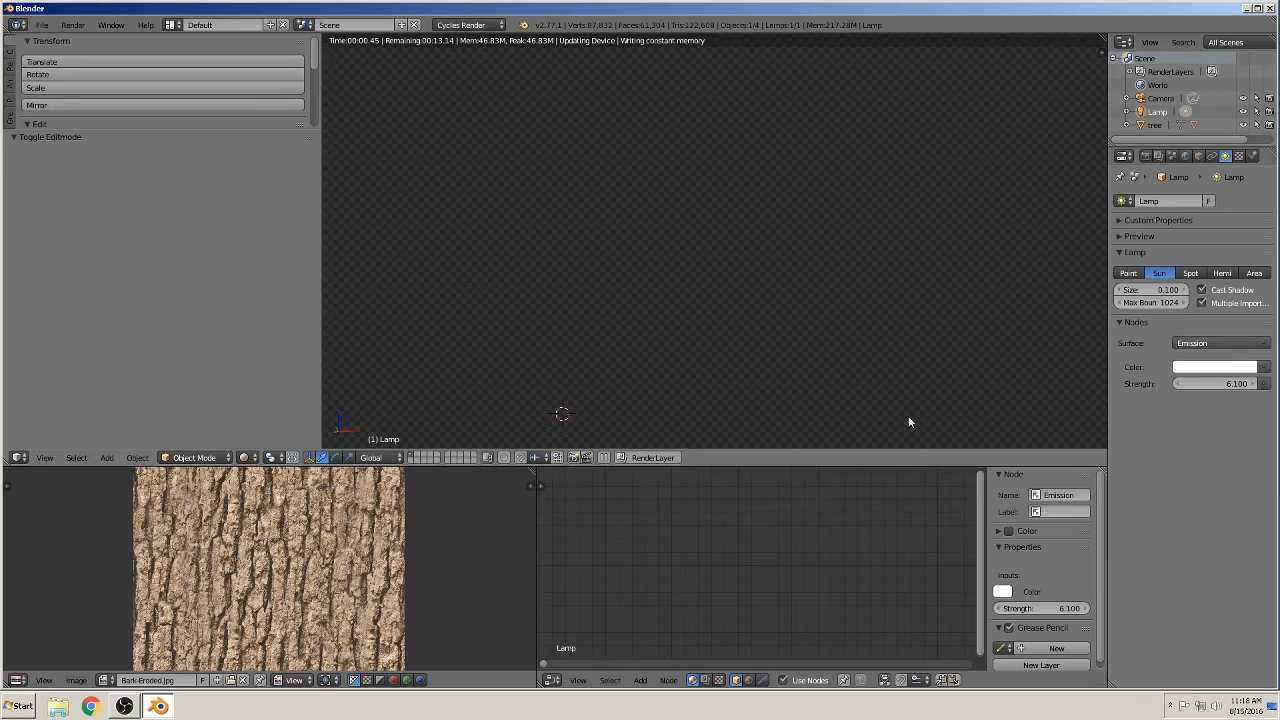 Blender
File Render Window Help Default Scene Cycles Render v2.77.1 | Verts:87,832 | Faces:61,304 | Tris:122,608 | Objects:1/4 | Lamps:1/1 | Mem:217.28M | Lamp
Transform
Translate
Rotate
Scale
Mirror
Edit
Toggle Editmode
Time:00:00.45 | Remaining:00:13.14 | Mem:46.83M, Peak:46.83M | Updating Device | Writing constant memory
(1) Lamp
View Select Add Object Object Mode Global RenderLayer
View Search All Scenes
Scene
RenderLayers
World
Camera
Lamp
tree
Lamp Lamp
Lamp F
Custom Properties
Preview
Lamp
Point Sun Spot Hemi Area
Size: 0.100 Cast Shadow
Max Boun: 1024 Multiple Import...
Nodes
Surface: Emission
Color:
Strength: 6.100
Node
Name: Emission
Label:
Color
Properties
Inputs:
Color
Strength: 6.100
Grease Pencil
New
New Layer
Lamp
View Image Bark-Eroded.jpg F View
View Select Add Node Use Nodes
Start
11:18 AM
8/15/2016